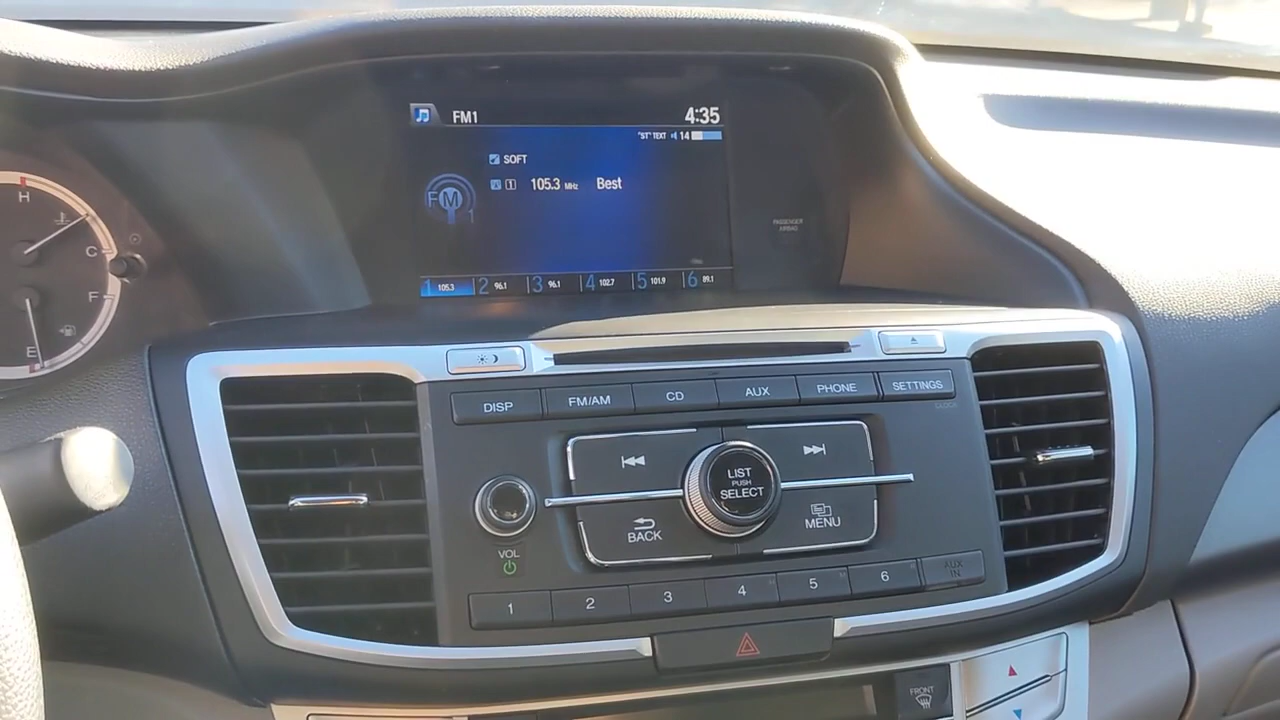 FM1 4:35
"ST" TEXT 14
SOFT
1 105.3 MHz Best
FM 1
1 105.3 2 96.1 3 96.1 4 102.7 5 101.9 6 89.1
PASSENGER
AIRBAG
H
C
F
E
DISP FM/AM CD AUX PHONE SETTINGS
CLOCK
LIST
PUSH
SELECT
BACK
MENU
VOL
1 2 3 4 5 6
AUX
IN
FRONT